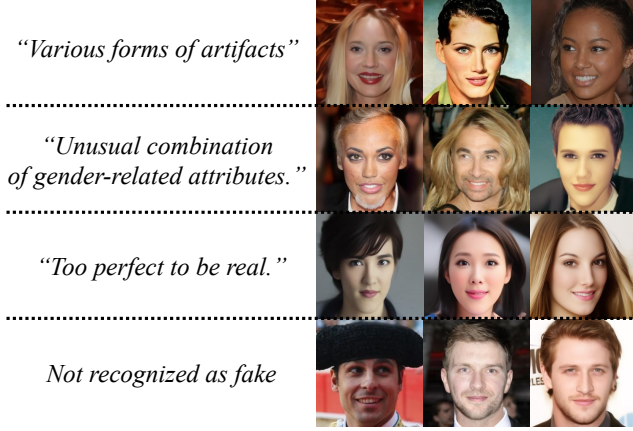 “Various forms of artifacts”
“Unusual combination
of gender-related attributes.”
“Too perfect to be real.”
Not recognized as fake